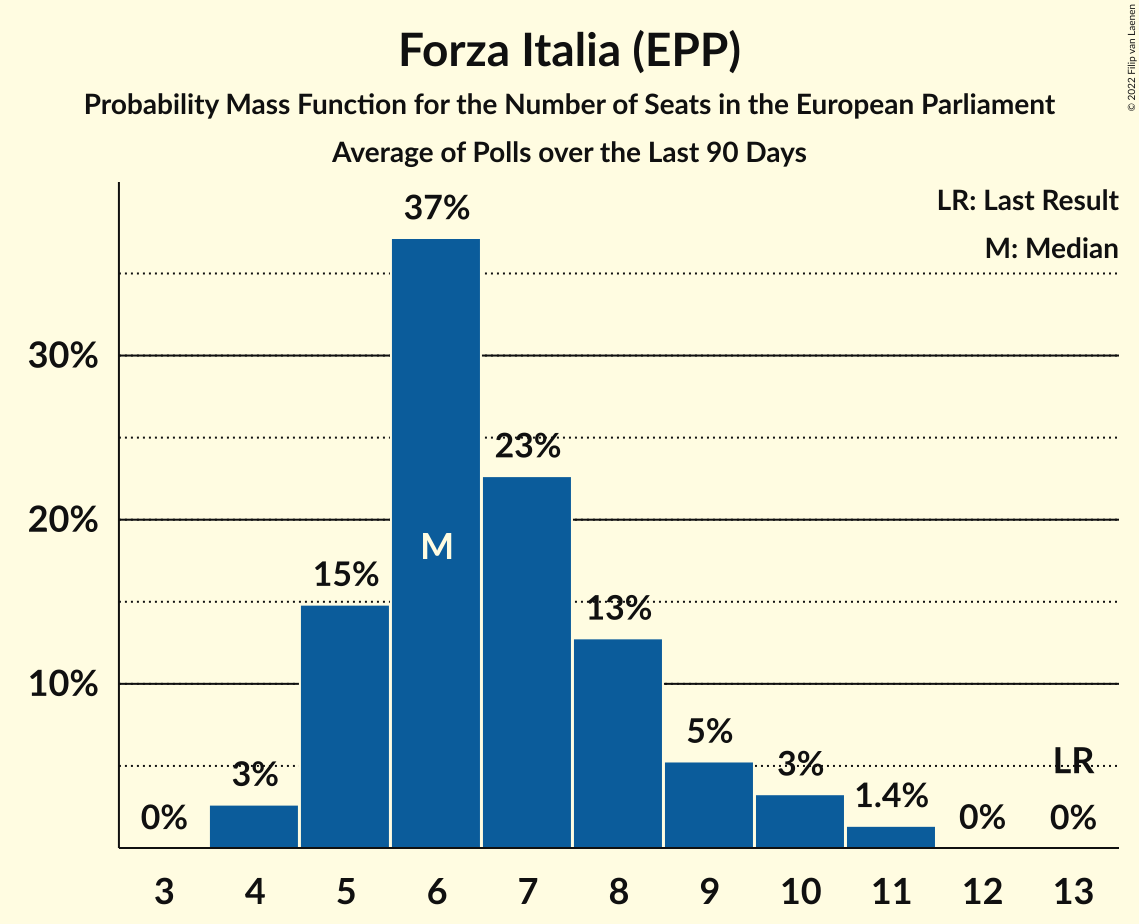 Forza Italia (EPP)
Probability Mass Function for the Number of Seats in the European Parliament
Average of Polls over the Last 90 Days
© 2022 Filip van Laenen
LR: Last Result
M: Median
37%
30%
23%
20%
M
15%
13%
10%
5%
3%
3%
1.4%
LR
0%
0%
0%
3 4 5 6 7 8 9 10 11 12 13